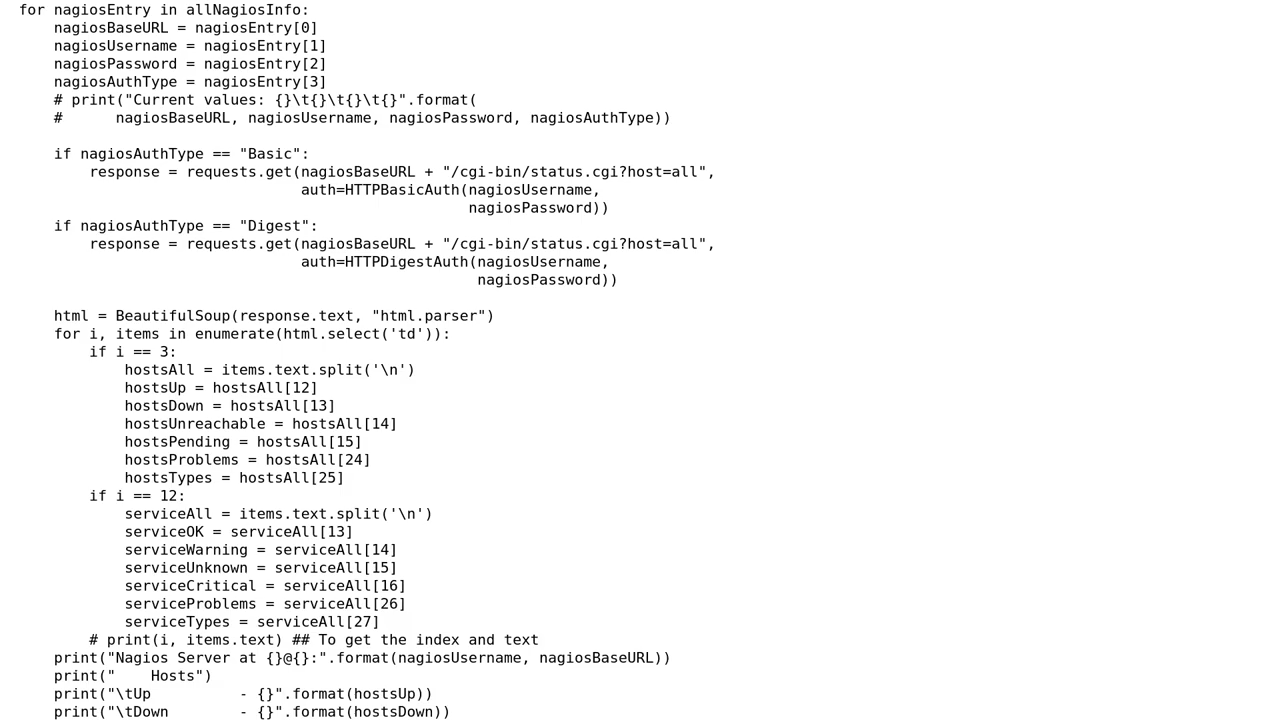 for nagiosEntry in allNagiosInfo:
    nagiosBaseURL = nagiosEntry[0]
    nagiosUsername = nagiosEntry[1]
    nagiosPassword = nagiosEntry[2]
    nagiosAuthType = nagiosEntry[3]
    # print("Current values: {}\t{}\t{}\t{}".format(
    #      nagiosBaseURL, nagiosUsername, nagiosPassword, nagiosAuthType))

    if nagiosAuthType == "Basic":
        response = requests.get(nagiosBaseURL + "/cgi-bin/status.cgi?host=all",
                                auth=HTTPBasicAuth(nagiosUsername,
                                                   nagiosPassword))
    if nagiosAuthType == "Digest":
        response = requests.get(nagiosBaseURL + "/cgi-bin/status.cgi?host=all",
                                auth=HTTPDigestAuth(nagiosUsername,
                                                    nagiosPassword))

    html = BeautifulSoup(response.text, "html.parser")
    for i, items in enumerate(html.select('td')):
        if i == 3:
            hostsAll = items.text.split('\n')
            hostsUp = hostsAll[12]
            hostsDown = hostsAll[13]
            hostsUnreachable = hostsAll[14]
            hostsPending = hostsAll[15]
            hostsProblems = hostsAll[24]
            hostsTypes = hostsAll[25]
        if i == 12:
            serviceAll = items.text.split('\n')
            serviceOK = serviceAll[13]
            serviceWarning = serviceAll[14]
            serviceUnknown = serviceAll[15]
            serviceCritical = serviceAll[16]
            serviceProblems = serviceAll[26]
            serviceTypes = serviceAll[27]
        # print(i, items.text) ## To get the index and text
    print("Nagios Server at {}@{}:".format(nagiosUsername, nagiosBaseURL))
    print("    Hosts")
    print("\tUp          - {}".format(hostsUp))
    print("\tDown        - {}".format(hostsDown))